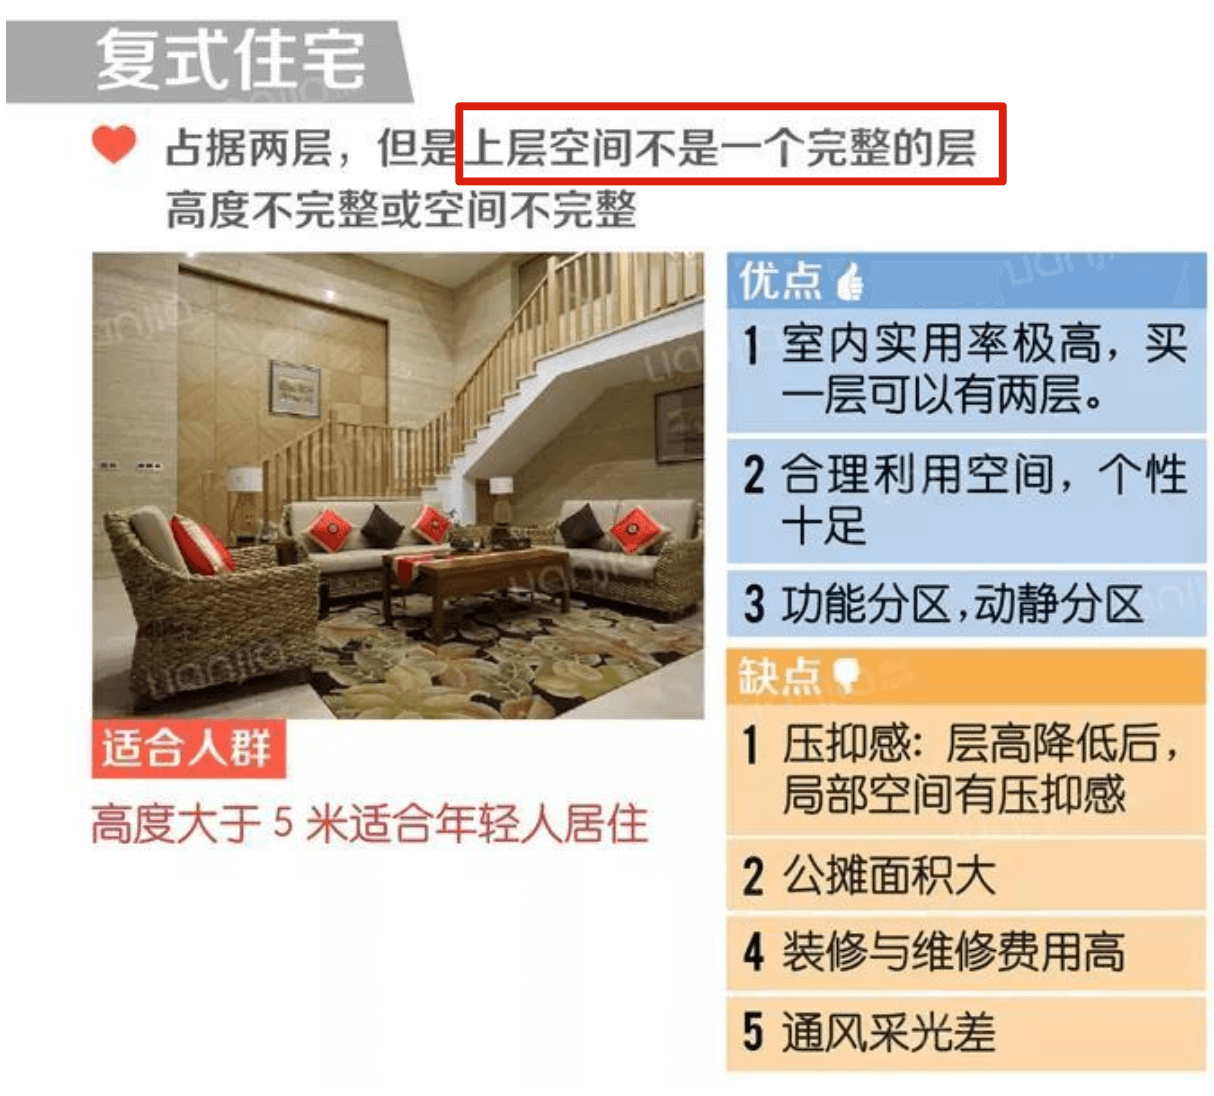 复式住宅
占据两层，但是上层空间不是一个完整的层
高度不完整或空间不完整
优点
1 室内实用率极高，买
一层可以有两层。
2 合理利用空间，个性
十足
3 功能分区,动静分区
缺点
1 压抑感：层高降低后，
局部空间有压抑感
2 公摊面积大
4 装修与维修费用高
5 通风采光差
适合人群
高度大于 5 米适合年轻人居住